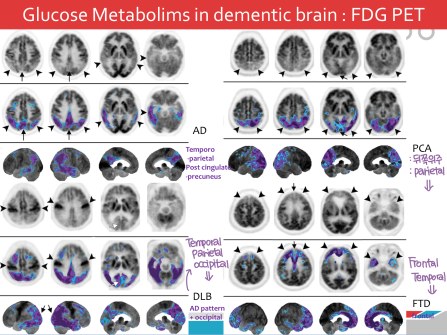 Glucose Metabolims in dementic brain : FDG PET
AD
Temporo
-parietal
Post cingulate
-precuneus
PCA
: parietal
Temporal
Parietal
occipital
Frontal
Temporal
DLB
AD pattern
+ occipital
FTD